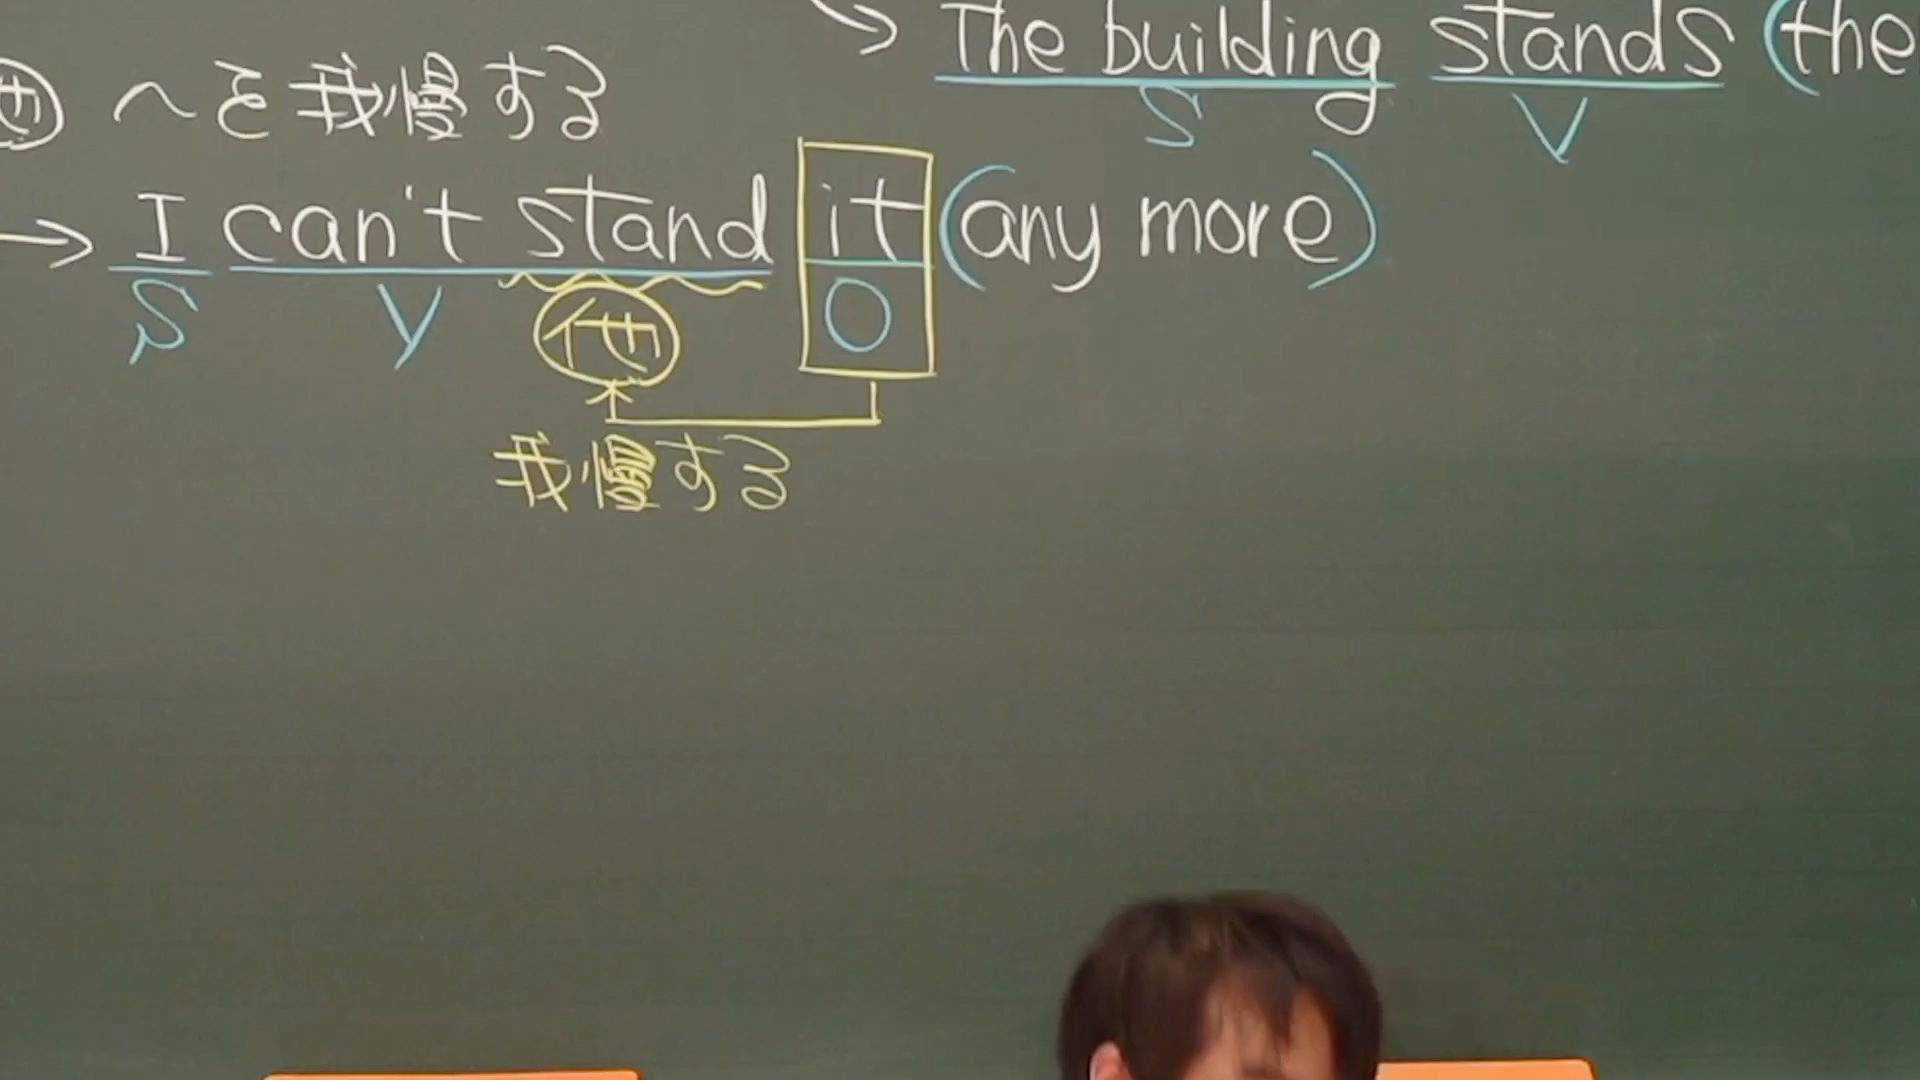 → The building stands (the
S V
他 〜を我慢する
→ I can't stand it (any more)
S V 他 O
我慢する